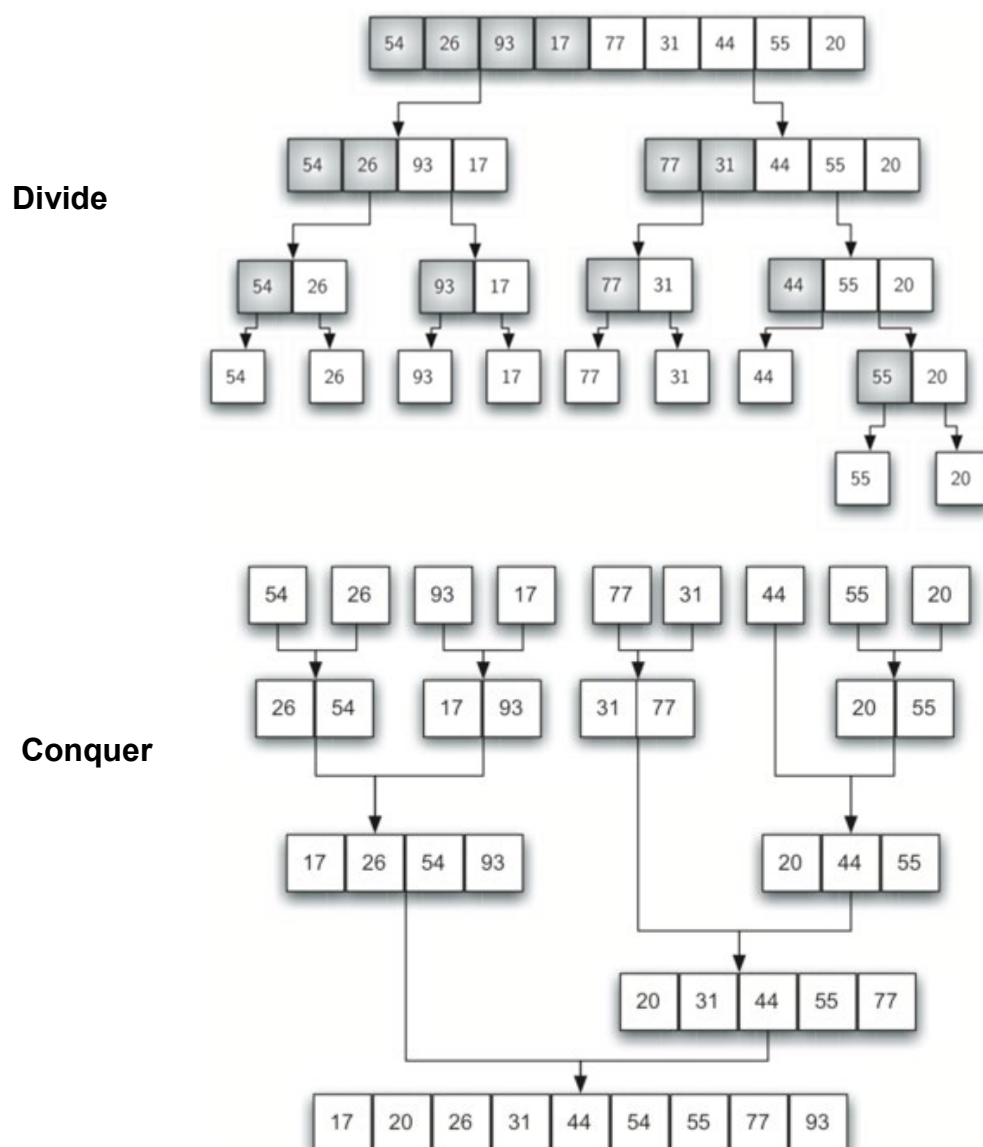 54 26 93 17 77 31 44 55 20
54 26 93 17 77 31 44 55 20
Divide
54 26 93 17 77 31 44 55 20
54 26 93 17 77 31 44 55 20
55 20
54 26 93 17 77 31 44 55 20
26 54 17 93 31 77 20 55
Conquer
17 26 54 93 20 44 55
20 31 44 55 77
17 20 26 31 44 54 55 77 93